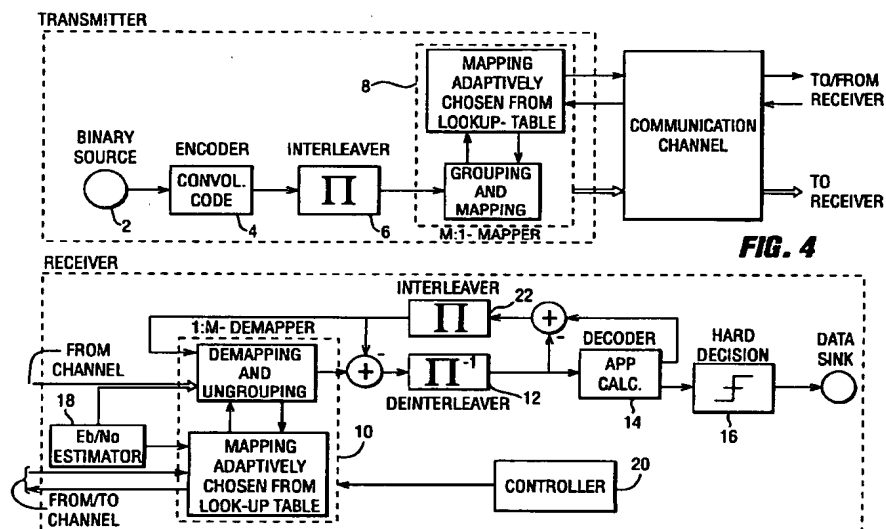 TRANSMITTER
8
MAPPING
ADAPTIVELY
CHOSEN FROM
LOOKUP- TABLE
TO/FROM
RECEIVER
COMMUNICATION
CHANNEL
BINARY
SOURCE
ENCODER
INTERLEAVER
CONVOL.
CODE
Π
GROUPING
AND
MAPPING
TO
RECEIVER
2
4
6
M:1- MAPPER
FIG. 4
RECEIVER
INTERLEAVER
Π
22
1:M- DEMAPPER
+
-
DECODER
HARD
DECISION
DATA
SINK
FROM
CHANNEL
DEMAPPING
AND
UNGROUPING
-
+
Π-1
APP
CALC.
DEINTERLEAVER
12
14
16
18
Eb/No
ESTIMATOR
MAPPING
ADAPTIVELY
CHOSEN FROM
LOOK-UP TABLE
10
CONTROLLER
20
FROM/TO
CHANNEL